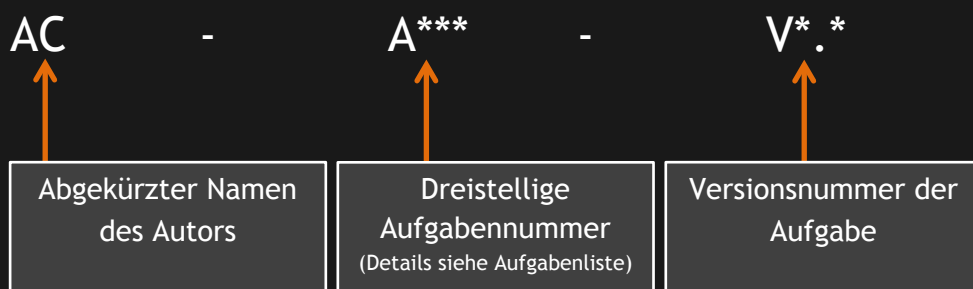 AC - A*** - V*.*
Abgekürzter Namen
des Autors
Dreistellige
Aufgabennummer
(Details siehe Aufgabenliste)
Versionsnummer der
Aufgabe